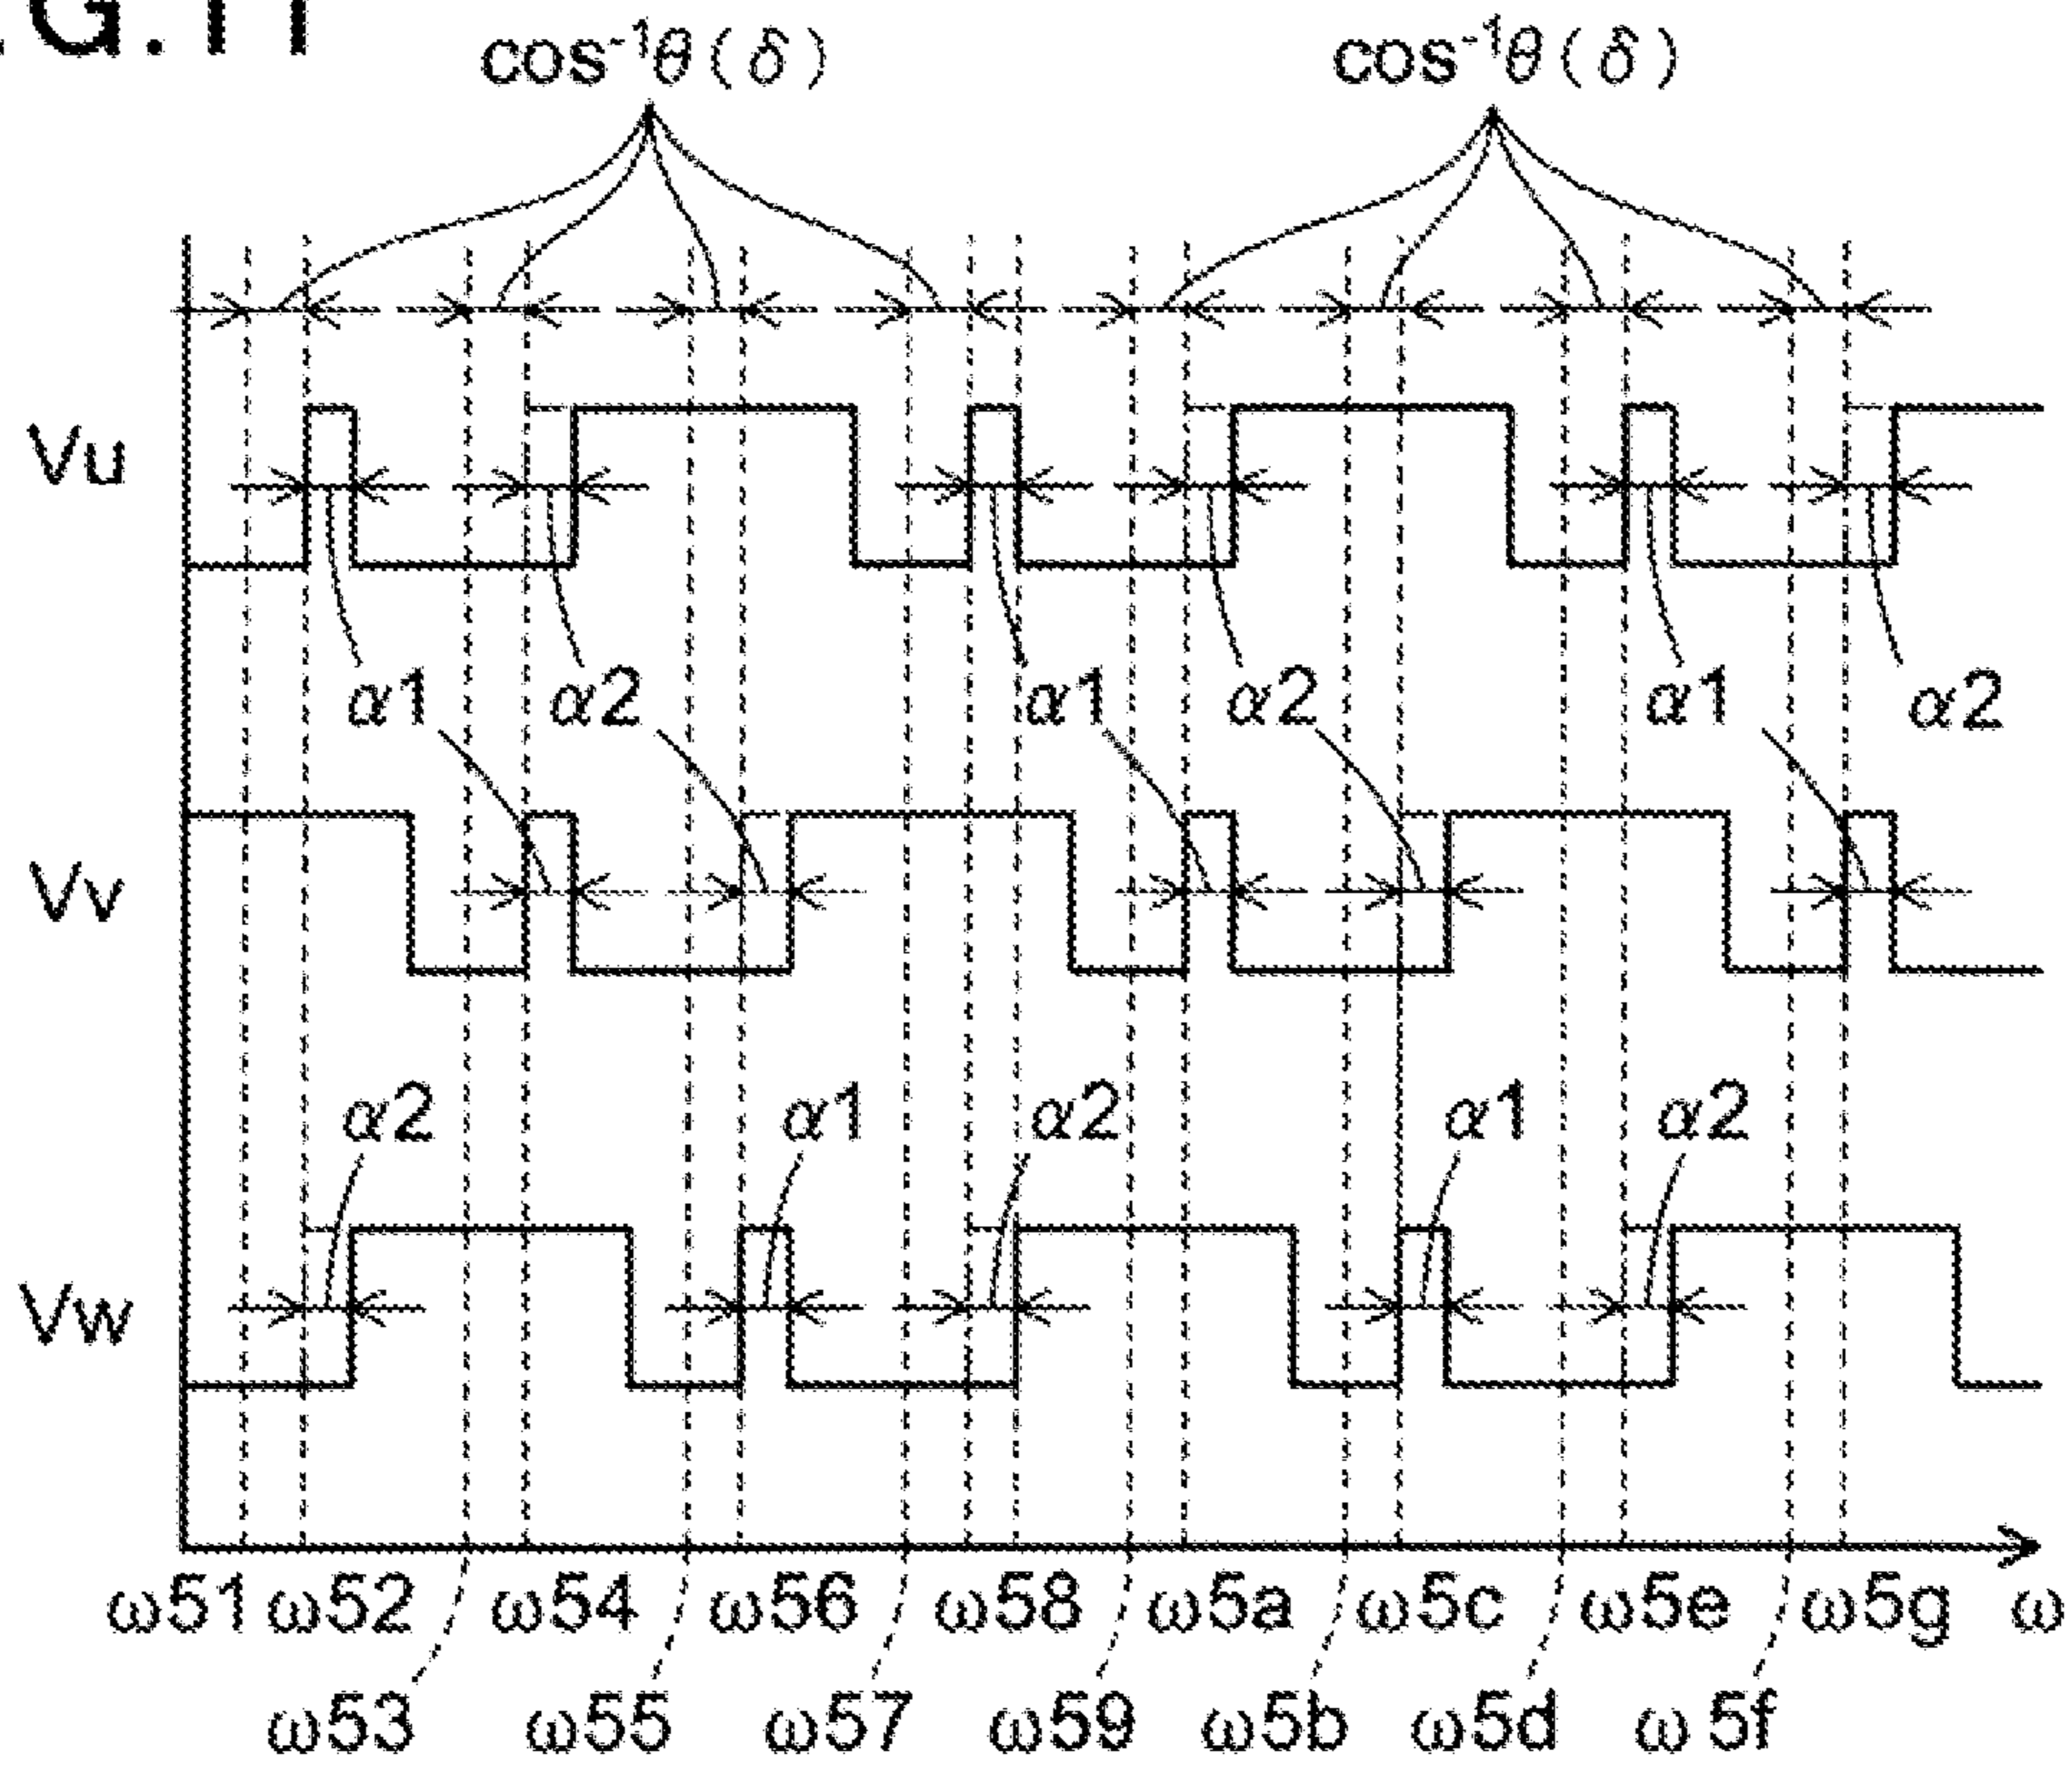 G. 11
cos⁻¹θ(δ) cos⁻¹θ(δ)
Vu
α1 α2 α1 α2 α1 α2
Vv
α2 α1 α2 α1 α2
Vw
ω51 ω52 ω54 ω56 ω58 ω5a ω5c ω5e ω5g ω
ω53 ω55 ω57 ω59 ω5b ω5d ω5f